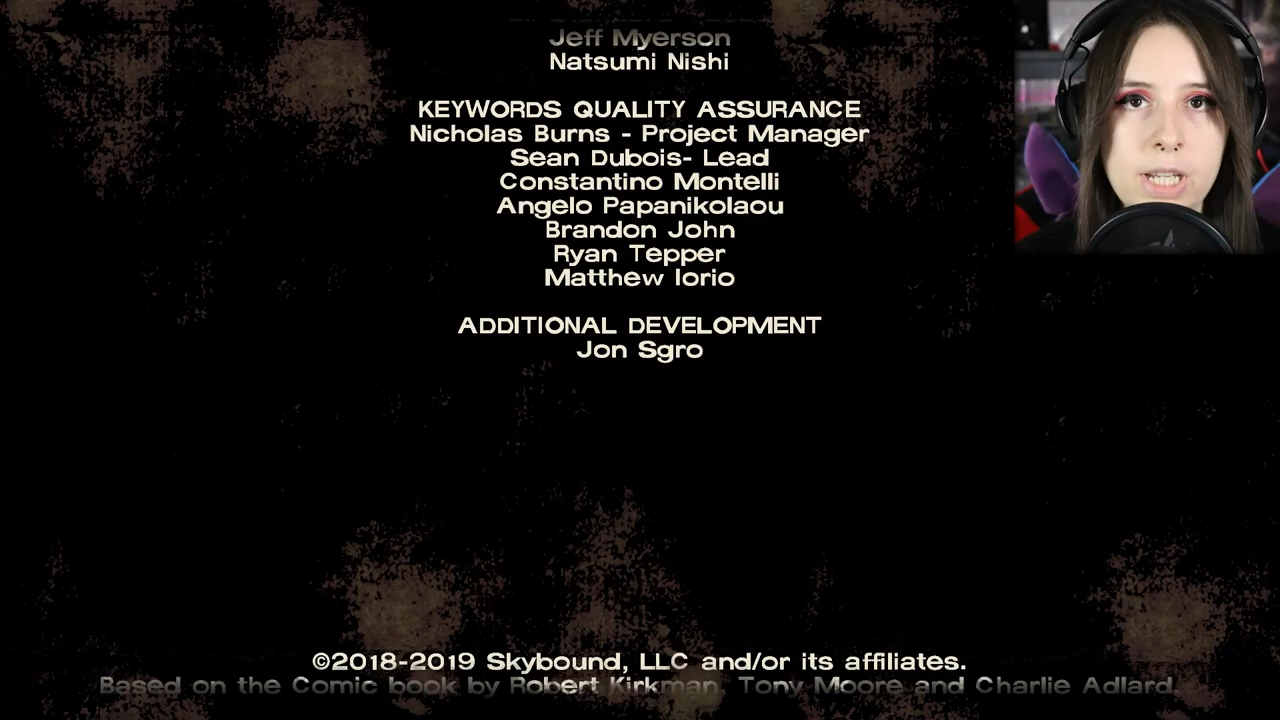 Jeff Myerson
Natsumi Nishi
KEYWORDS QUALITY ASSURANCE
Nicholas Burns - Project Manager
Sean Dubois- Lead
Constantino Montelli
Angelo Papanikolaou
Brandon John
Ryan Tepper
Matthew Iorio
ADDITIONAL DEVELOPMENT
Jon Sgro
©2018-2019 Skybound, LLC and/or its affiliates.
Based on the Comic book by Robert Kirkman, Tony Moore and Charlie Adlard.